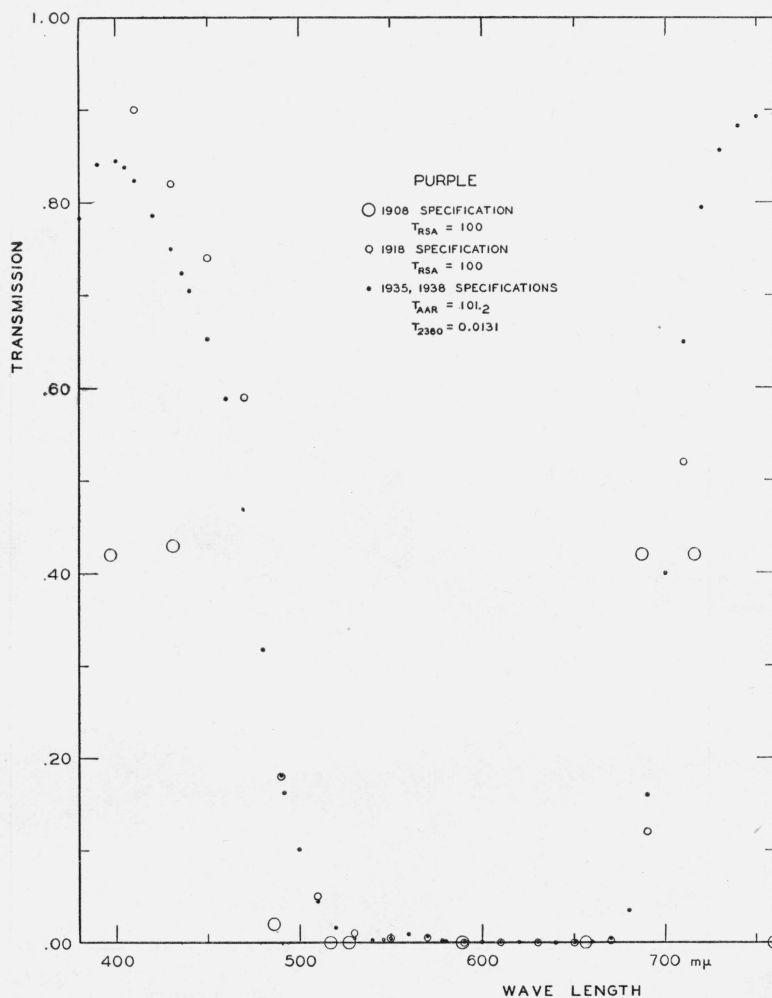 1.00
.80
.60
.40
.20
.00
TRANSMISSION
PURPLE
1908 SPECIFICATION
T_RSA = 100
1918 SPECIFICATION
T_RSA = 100
1935, 1938 SPECIFICATIONS
T_AAR = 101.2
T_2360 = 0.0131
400 500 600 700 mμ
WAVE LENGTH